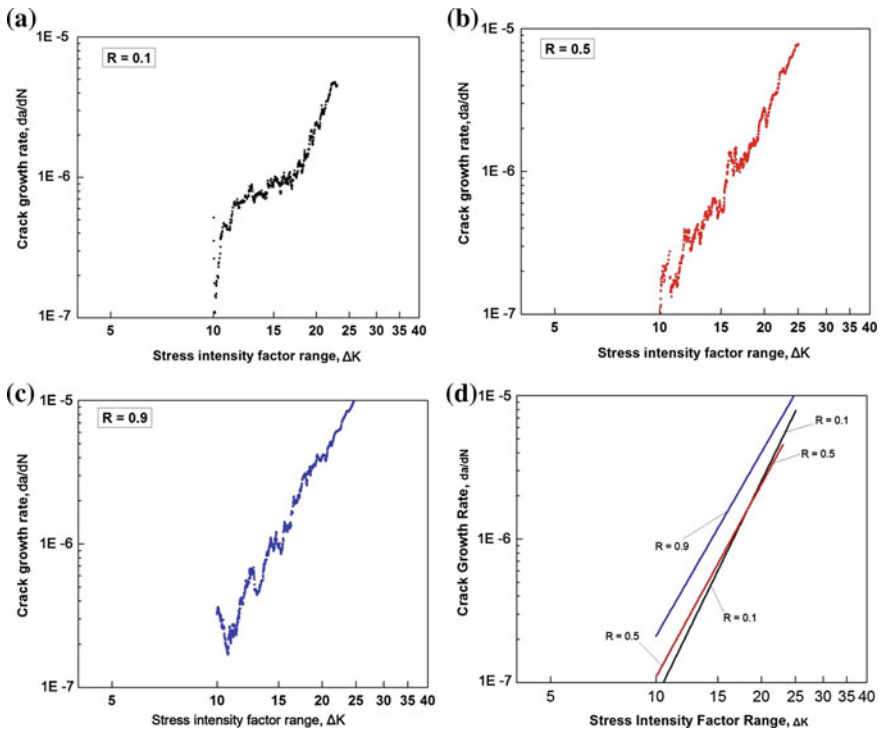 (a)
R = 0.1
1E -5
1E -6
1E -7
Crack growth rate,da/dN
5 10 15 20 25 30 35 40
Stress intensity factor range, ΔK
(b)
R = 0.5
1E -5
1E -6
1E -7
Crack growth rate, da/dN
5 10 15 20 25 30 35 40
Stress intensity factor range, ΔK
(c)
R = 0.9
1E -5
1E -6
1E -7
Crack growth rate,da/dN
5 10 15 20 25 30 35 40
Stress intensity factor range, ΔK
(d)
1E -5
1E -6
1E -7
Crack Growth Rate, da/dN
R = 0.1
R = 0.5
R = 0.9
R = 0.1
R = 0.5
5 10 15 20 25 30 35 40
Stress Intensity Factor Range, ΔK